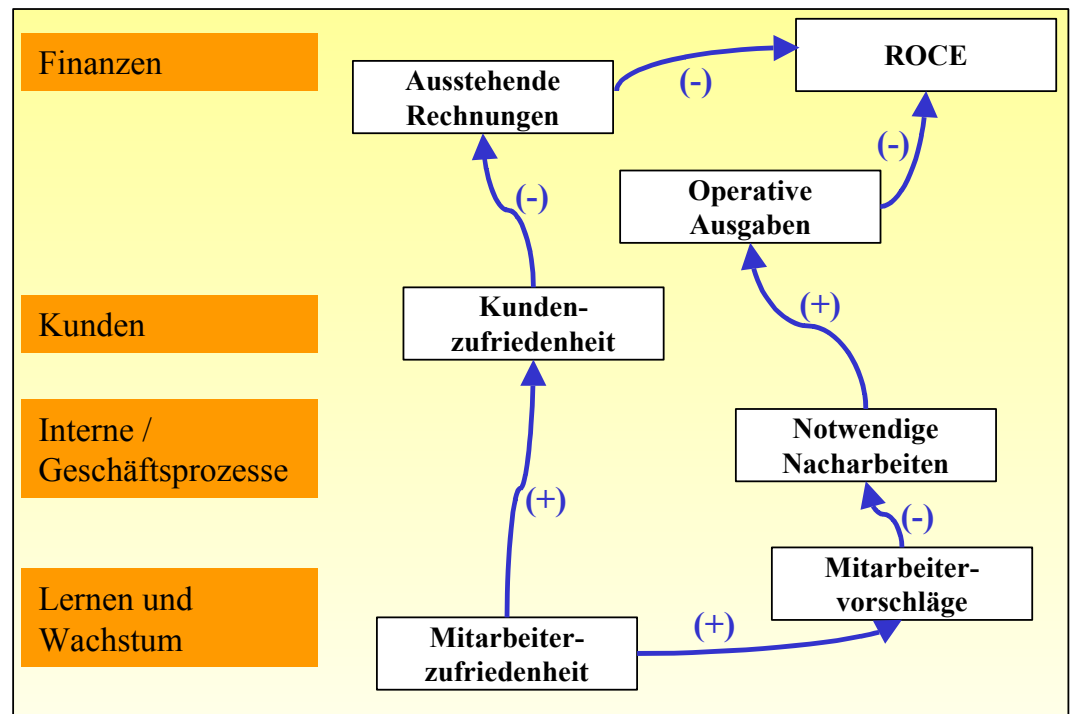 Finanzen
Ausstehende
Rechnungen
(-)
ROCE
(-)
Operative
Ausgaben
(-)
Kunden
Kunden-
zufriedenheit
(+)
Interne /
Geschäftsprozesse
Notwendige
Nacharbeiten
(+)
(-)
Lernen und
Wachstum
Mitarbeiter-
zufriedenheit
(+)
Mitarbeiter-
vorschläge